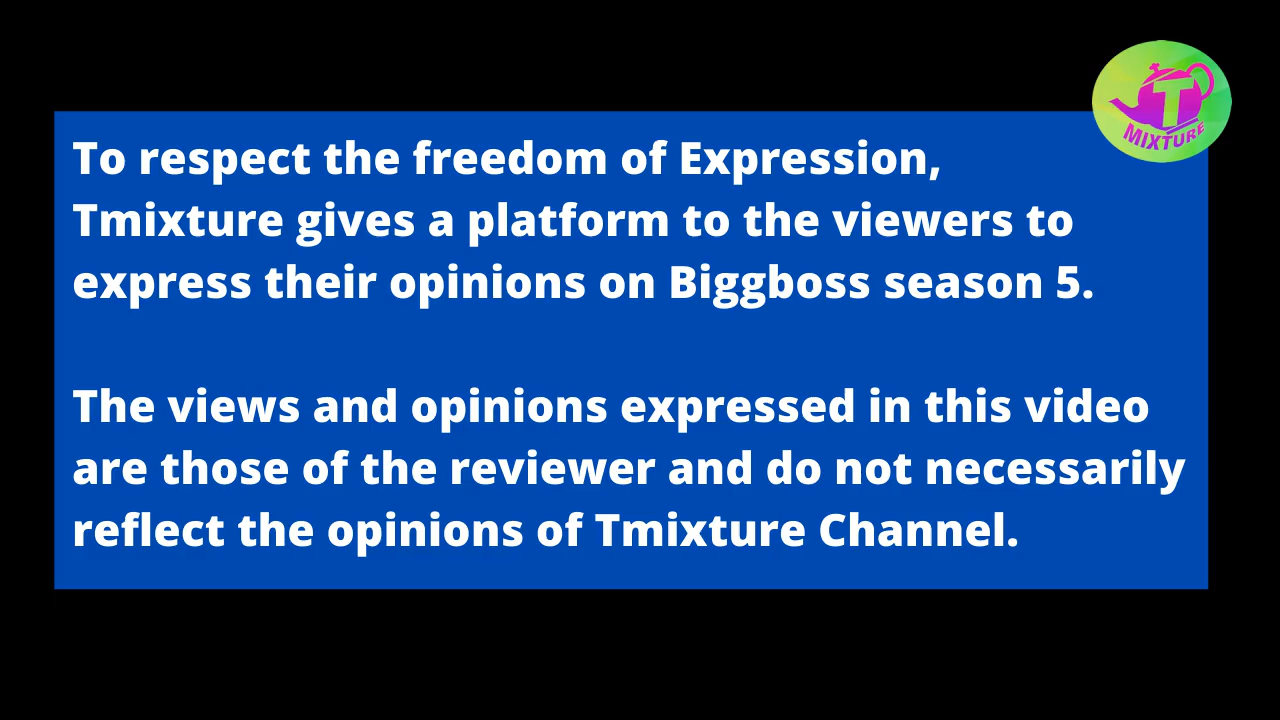 T
MIXTURE
To respect the freedom of Expression,
Tmixture gives a platform to the viewers to
express their opinions on Biggboss season 5.
The views and opinions expressed in this video
are those of the reviewer and do not necessarily
reflect the opinions of Tmixture Channel.